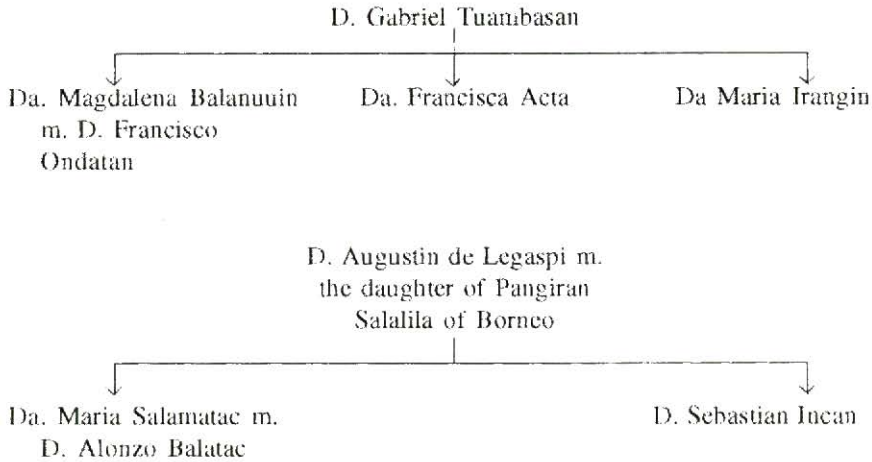 D. Gabriel Tuambasan
Da. Magdalena Balanuuin
m. D. Francisco
Ondatan
Da. Francisca Acta
Da Maria Irangin
D. Augustin de Legaspi m.
the daughter of Pangiran
Salalila of Borneo
Da. Maria Salamatac m.
D. Alonzo Balatac
D. Sebastian Incan